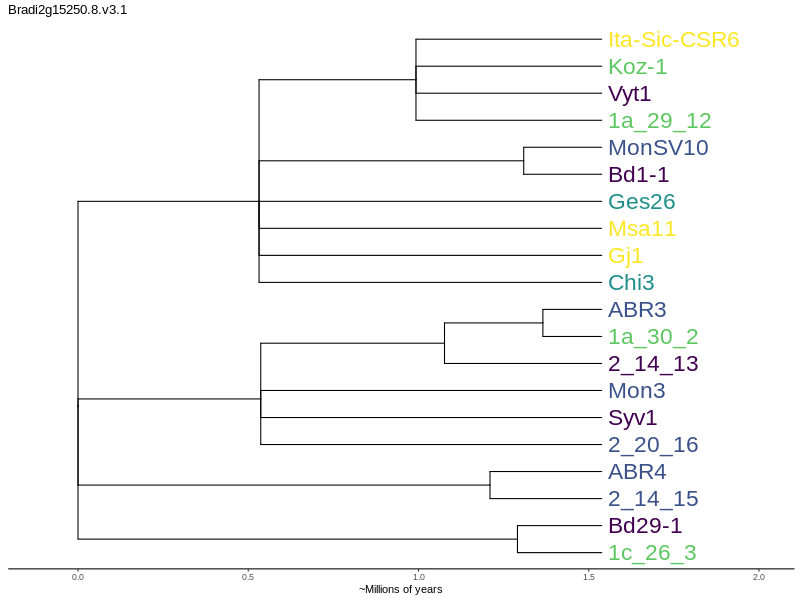 Bradi2g15250.8.v3.1
Ita-Sic-CSR6
Koz-1
Vyt1
1a_29_12
MonSV10
Bd1-1
Ges26
Msa11
Gj1
Chi3
ABR3
1a_30_2
2_14_13
Mon3
Syv1
2_20_16
ABR4
2_14_15
Bd29-1
1c_26_3
0.0 0.5 1.0 1.5 2.0
~Millions of years